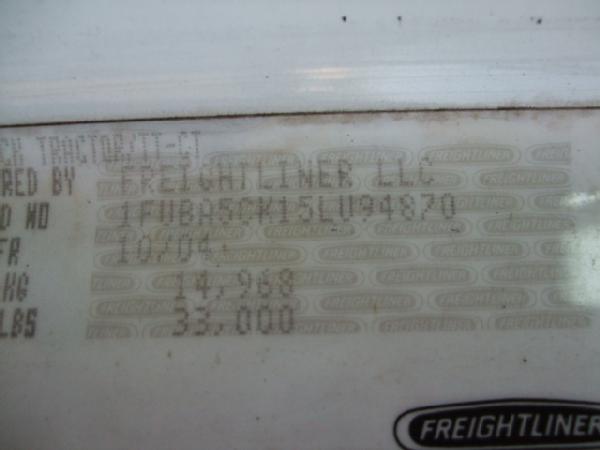 CK TRACTOR/TT-CT
RED BY FREIGHTLINER LLC
D NO 1FUBA5CK15LU94870
FR 10/04
KG 14,968
LBS 33,000
FREIGHTLINER